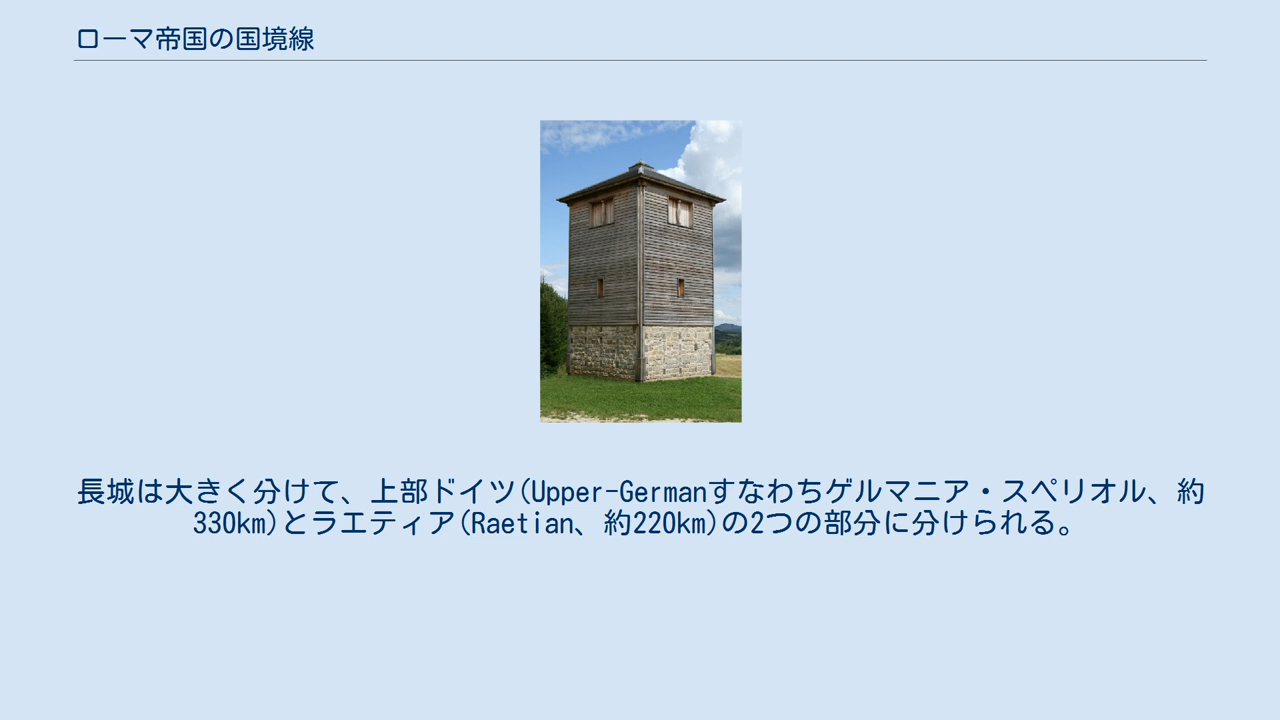 ローマ帝国の国境線
長城は大きく分けて、上部ドイツ(Upper-Germanすなわちゲルマニア・スペリオル、約
330km)とラエティア(Raetian、約220km)の2つの部分に分けられる。